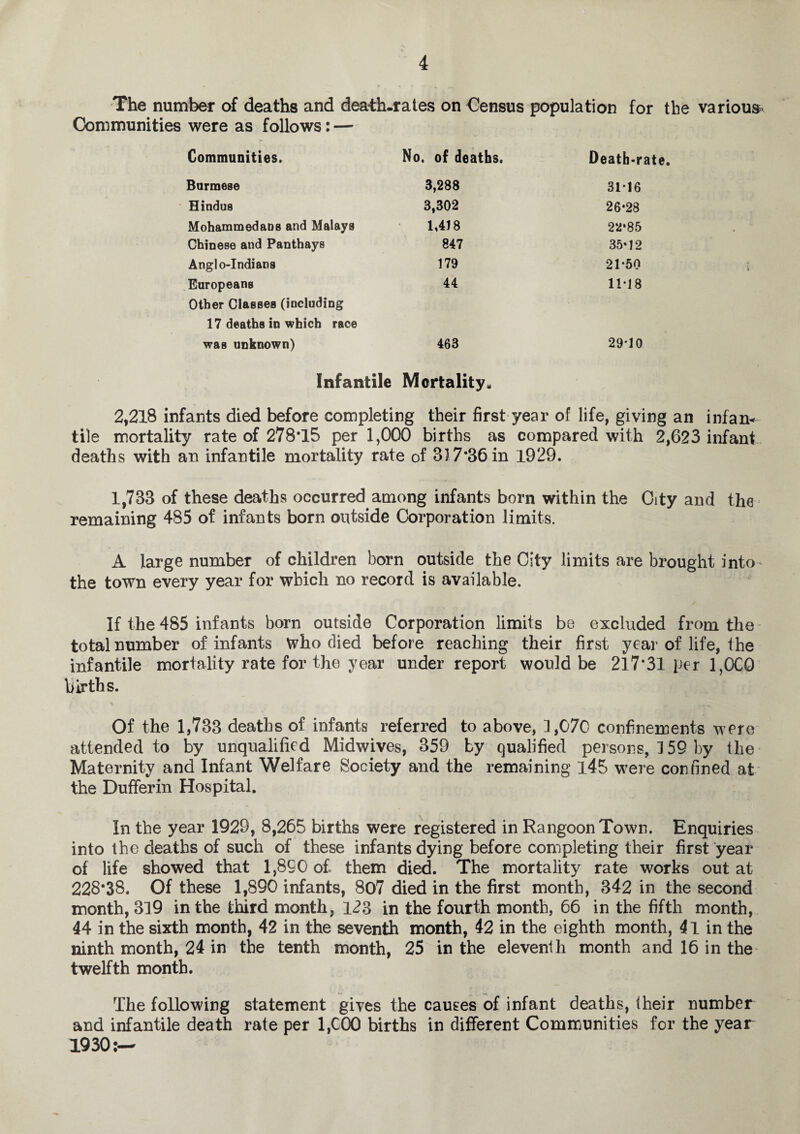 4
The number of deaths and death-rates on Census population for the various
Communities were as follows: —
Communities. No. of deaths. Death-rate.
Burmese 3,288 31·16
Hindus 3,302 26·28
Mohammedans and Malays 1,418 22·85
Chinese and Panthays 847 35·12
Anglo-Indians 179 21·50
Europeans 44 11·18
Other Classes (including
17 deaths in which race
was unknown) 463 29·10
Infantile Mortality.
2,218 infants died before completing their first year of life, giving an infan-
tile mortality rate of 278·15 per 1,000 births as compared with 2,623 infant
deaths with an infantile mortality rate of 317·36 in 1929.
1,733 of these deaths occurred among infants born within the City and the
remaining 485 of infants born outside Corporation limits.
A large number of children born outside the City limits are brought into
the town every year for which no record is available.
If the 485 infants born outside Corporation limits be excluded from the
total number of infants who died before reaching their first year of life, the
infantile mortality rate for the year under report would be 217·31 per 1,000
births.
Of the 1,733 deaths of infants referred to above, 1,070 confinements were
attended to by unqualified Midwives, 359 by qualified persons, 159 by the
Maternity and Infant Welfare Society and the remaining 145 were confined at
the Dufferin Hospital.
In the year 1929, 8,265 births were registered in Rangoon Town. Enquiries
into the deaths of such of these infants dying before completing their first year
of life showed that 1,890 of them died. The mortality rate works out at
228·38. Of these 1,890 infants, 807 died in the first month, 342 in the second
month, 319 in the third month, 123 in the fourth month, 66 in the fifth month,
44 in the sixth month, 42 in the seventh month, 42 in the eighth month, 41 in the
ninth month, 24 in the tenth month, 25 in the eleventh month and 16 in the
twelfth month.
The following statement gives the causes of infant deaths, their number
and infantile death rate per 1,000 births in different Communities for the year
1930:—